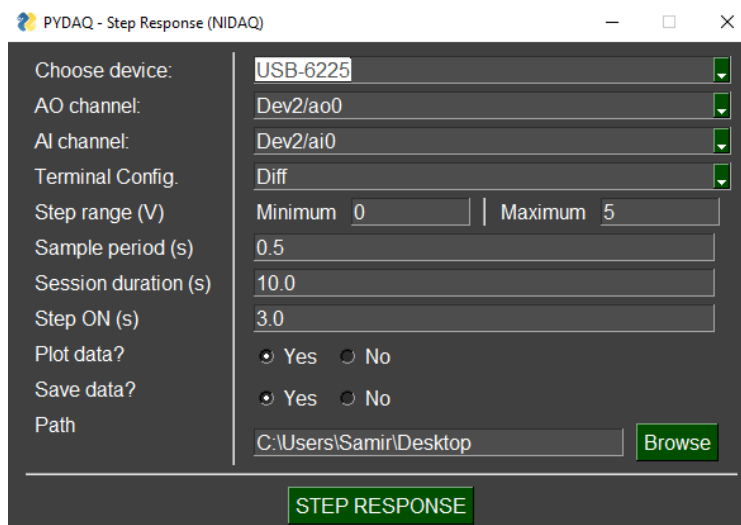 PYDAQ - Step Response (NIDAQ)
Choose device: USB-6225
AO channel: Dev2/ao0
AI channel: Dev2/ai0
Terminal Config. Diff
Step range (V) Minimum 0 Maximum 5
Sample period (s) 0.5
Session duration (s) 10.0
Step ON (s) 3.0
Plot data? Yes No
Save data? Yes No
Path C:\Users\Samir\Desktop Browse
STEP RESPONSE